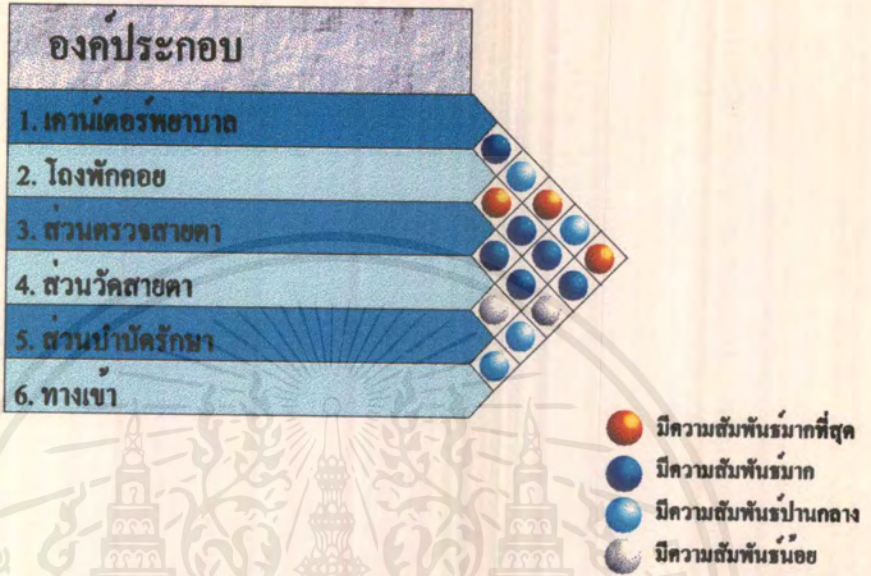 องค์ประกอบ
1. เคาน์เตอร์พยาบาล
2. โถงพักคอย
3. ส่วนตรวจสายตา
4. ส่วนวัดสายตา
5. ส่วนบำบัดรักษา
6. ทางเข้า
มีความสัมพันธ์มากที่สุด
มีความสัมพันธ์มาก
มีความสัมพันธ์ปานกลาง
มีความสัมพันธ์น้อย